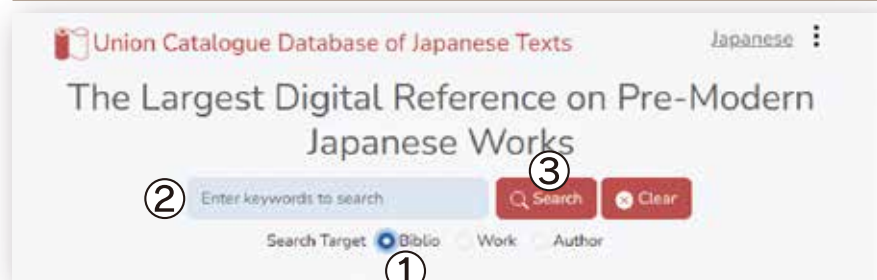 Union Catalogue Database of Japanese Texts
Japanese
The Largest Digital Reference on Pre-Modern
Japanese Works
③
② Enter keywords to search Search Clear
Search Target Biblio Work Author
①